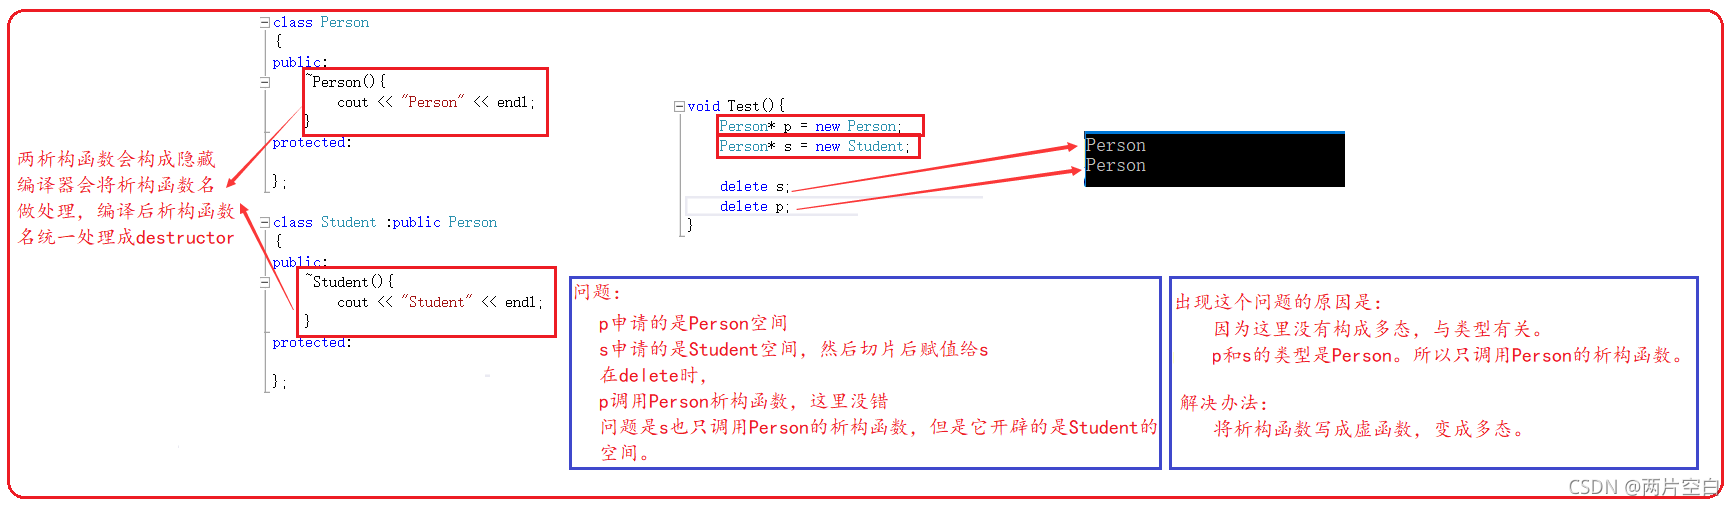 class Person
{
public:
~Person(){
cout << "Person" << endl;
}
protected:
};
两析构函数会构成隐藏
编译器会将析构函数名
做处理，编译后析构函数
名统一处理成destructor
class Student :public Person
{
public:
~Student(){
cout << "Student" << endl;
}
protected:
};
void Test(){
Person* p = new Person;
Person* s = new Student;
delete s;
delete p;
}
Person
Person
问题：
p申请的是Person空间
s申请的是Student空间，然后切片后赋值给s
在delete时，
p调用Person析构函数，这里没错
问题是s也只调用Person的析构函数，但是它开辟的是Student的
空间。
出现这个问题的原因是：
因为这里没有构成多态，与类型有关。
p和s的类型是Person。所以只调用Person的析构函数。
解决办法：
将析构函数写成虚函数，变成多态。
CSDN @两片空白